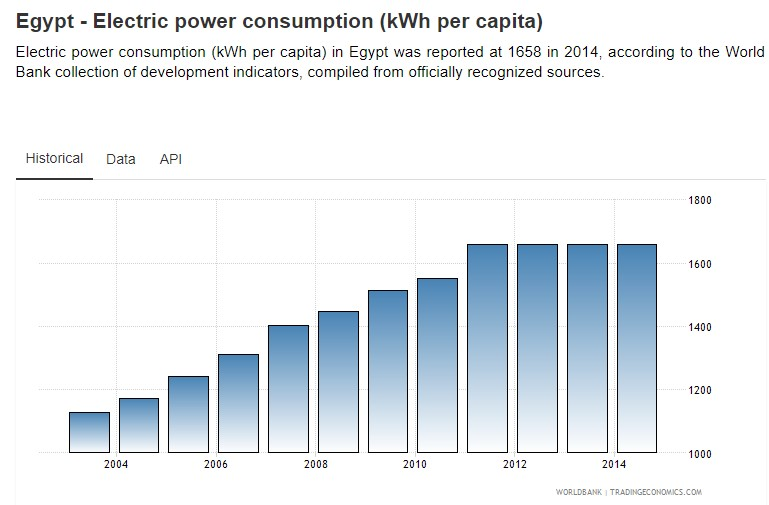 Egypt - Electric power consumption (kWh per capita)
Electric power consumption (kWh per capita) in Egypt was reported at 1658 in 2014, according to the World
Bank collection of development indicators, compiled from officially recognized sources.
Historical Data API
1800
1600
1400
1200
1000
2004 2006 2008 2010 2012 2014
WORLDBANK | TRADINGECONOMICS.COM